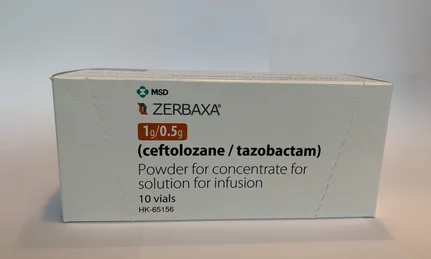 MSD
ZERBAXA®
1g/0.5g
(ceftolozane / tazobactam)
Powder for concentrate for
solution for infusion
10 vials
HK-65156